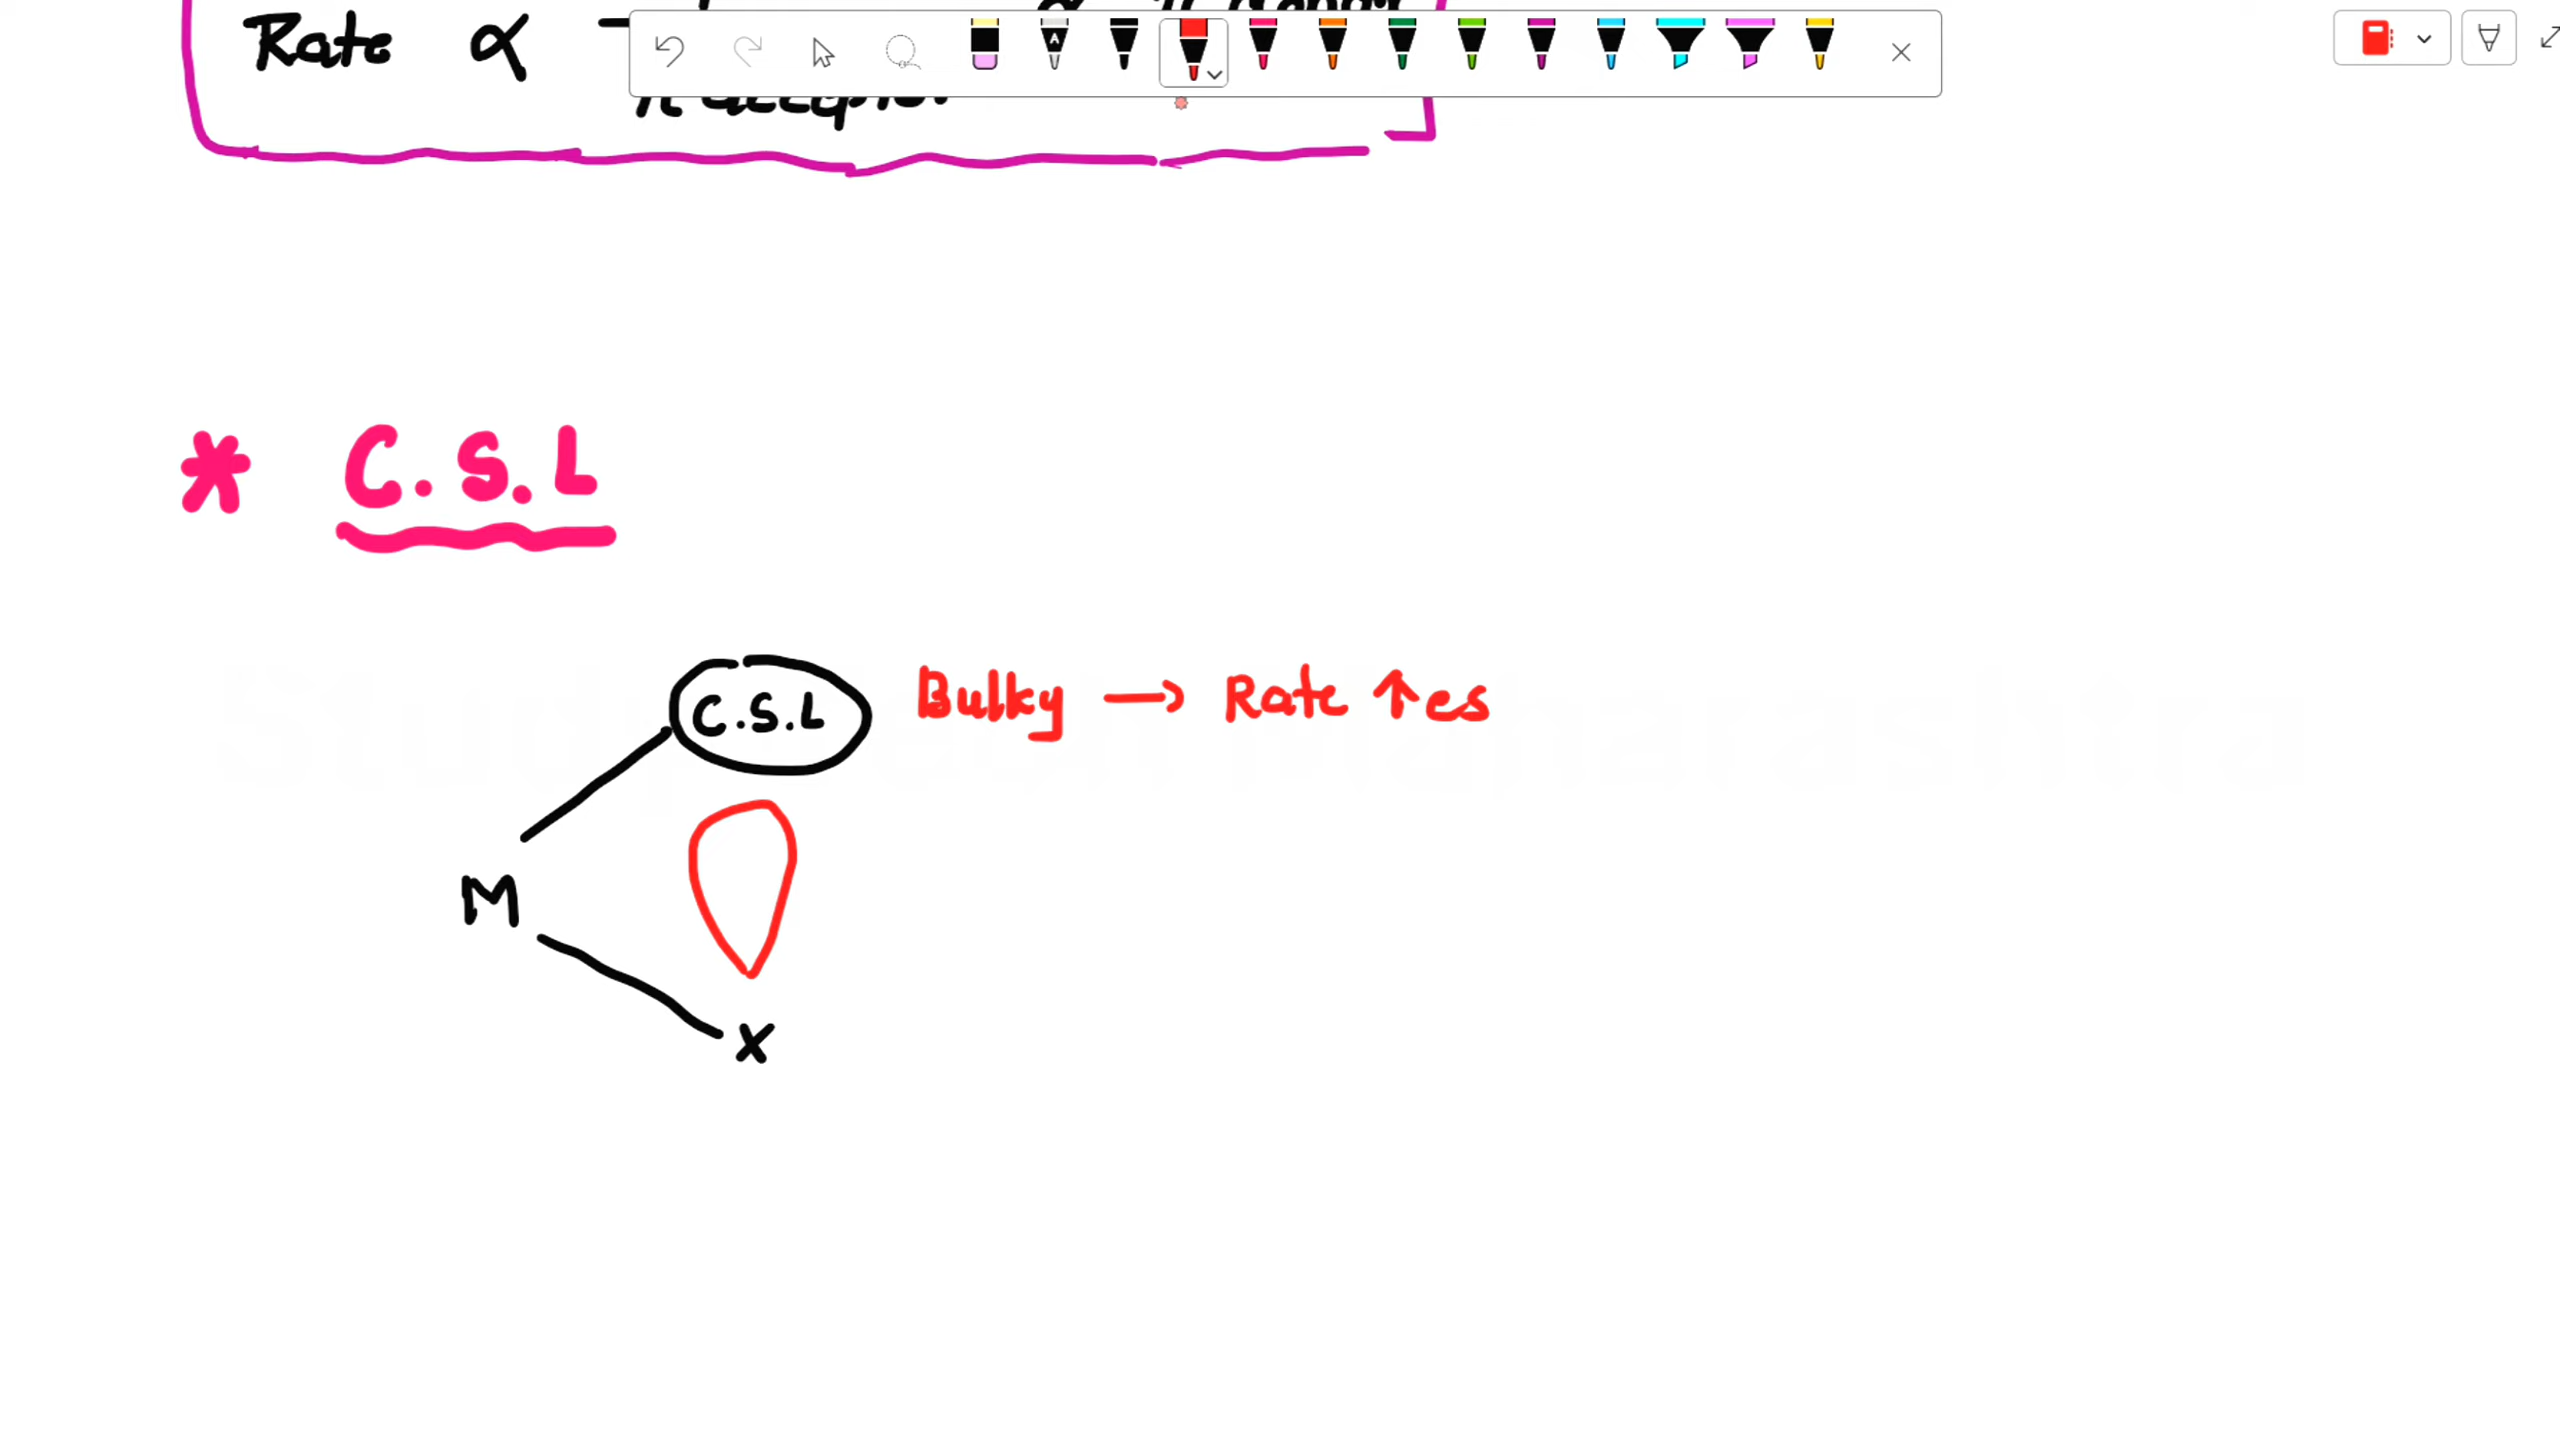 Rate ∝
* C.S.L
C.S.L Bulky → Rate ↑es
M
x